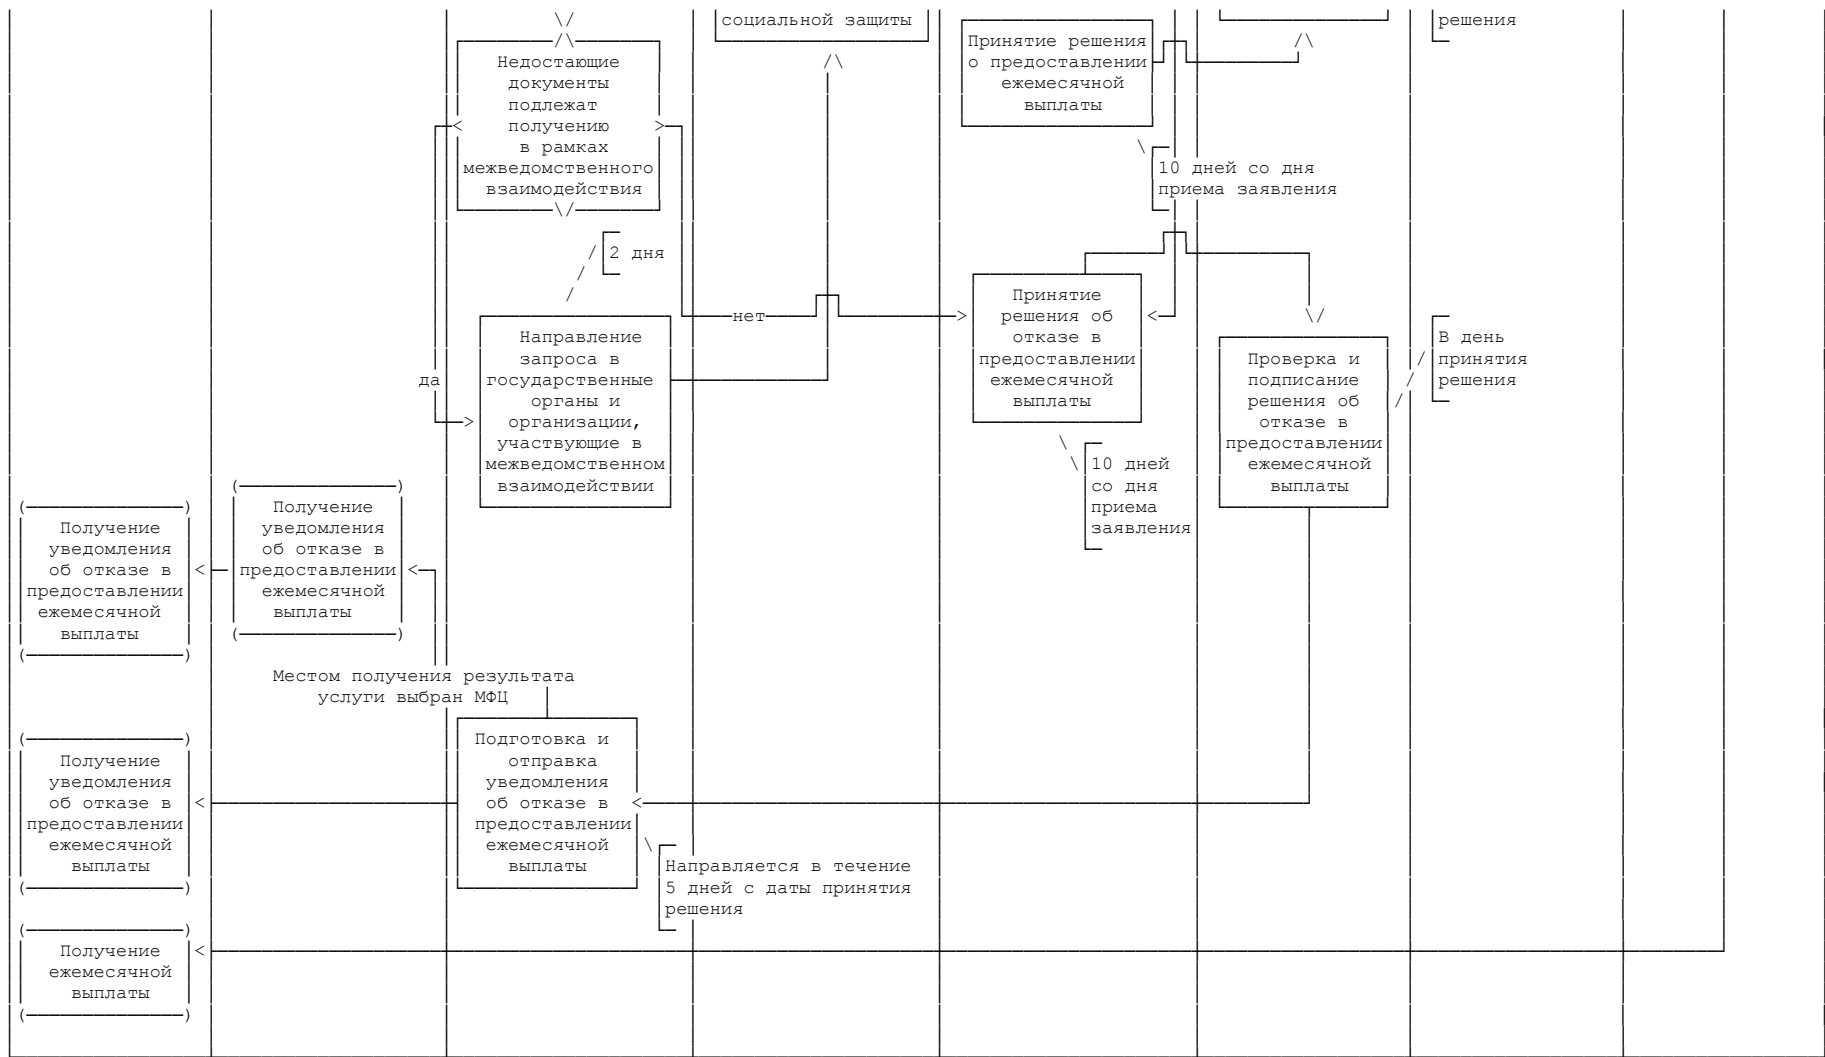 социальной защиты
решения
Принятие решения
о предоставлении
ежемесячной
выплаты
Недостающие
документы
подлежат
получению
в рамках
межведомственного
взаимодействия
10 дней со дня
приема заявления
2 дня
Принятие
решения об
отказе в
предоставлении
ежемесячной
выплаты
нет
да
Направление
запроса в
государственные
органы и
организации,
участвующие в
межведомственном
взаимодействии
Проверка и
подписание
решения об
отказе в
предоставлении
ежемесячной
выплаты
В день
принятия
решения
10 дней
со дня
приема
заявления
Получение
уведомления
об отказе в
предоставлении
ежемесячной
выплаты
Получение
уведомления
об отказе в
предоставлении
ежемесячной
выплаты
Местом получения результата
услуги выбран МФЦ
Получение
уведомления
об отказе в
предоставлении
ежемесячной
выплаты
Подготовка и
отправка
уведомления
об отказе в
предоставлении
ежемесячной
выплаты
Направляется в течение
5 дней с даты принятия
решения
Получение
ежемесячной
выплаты